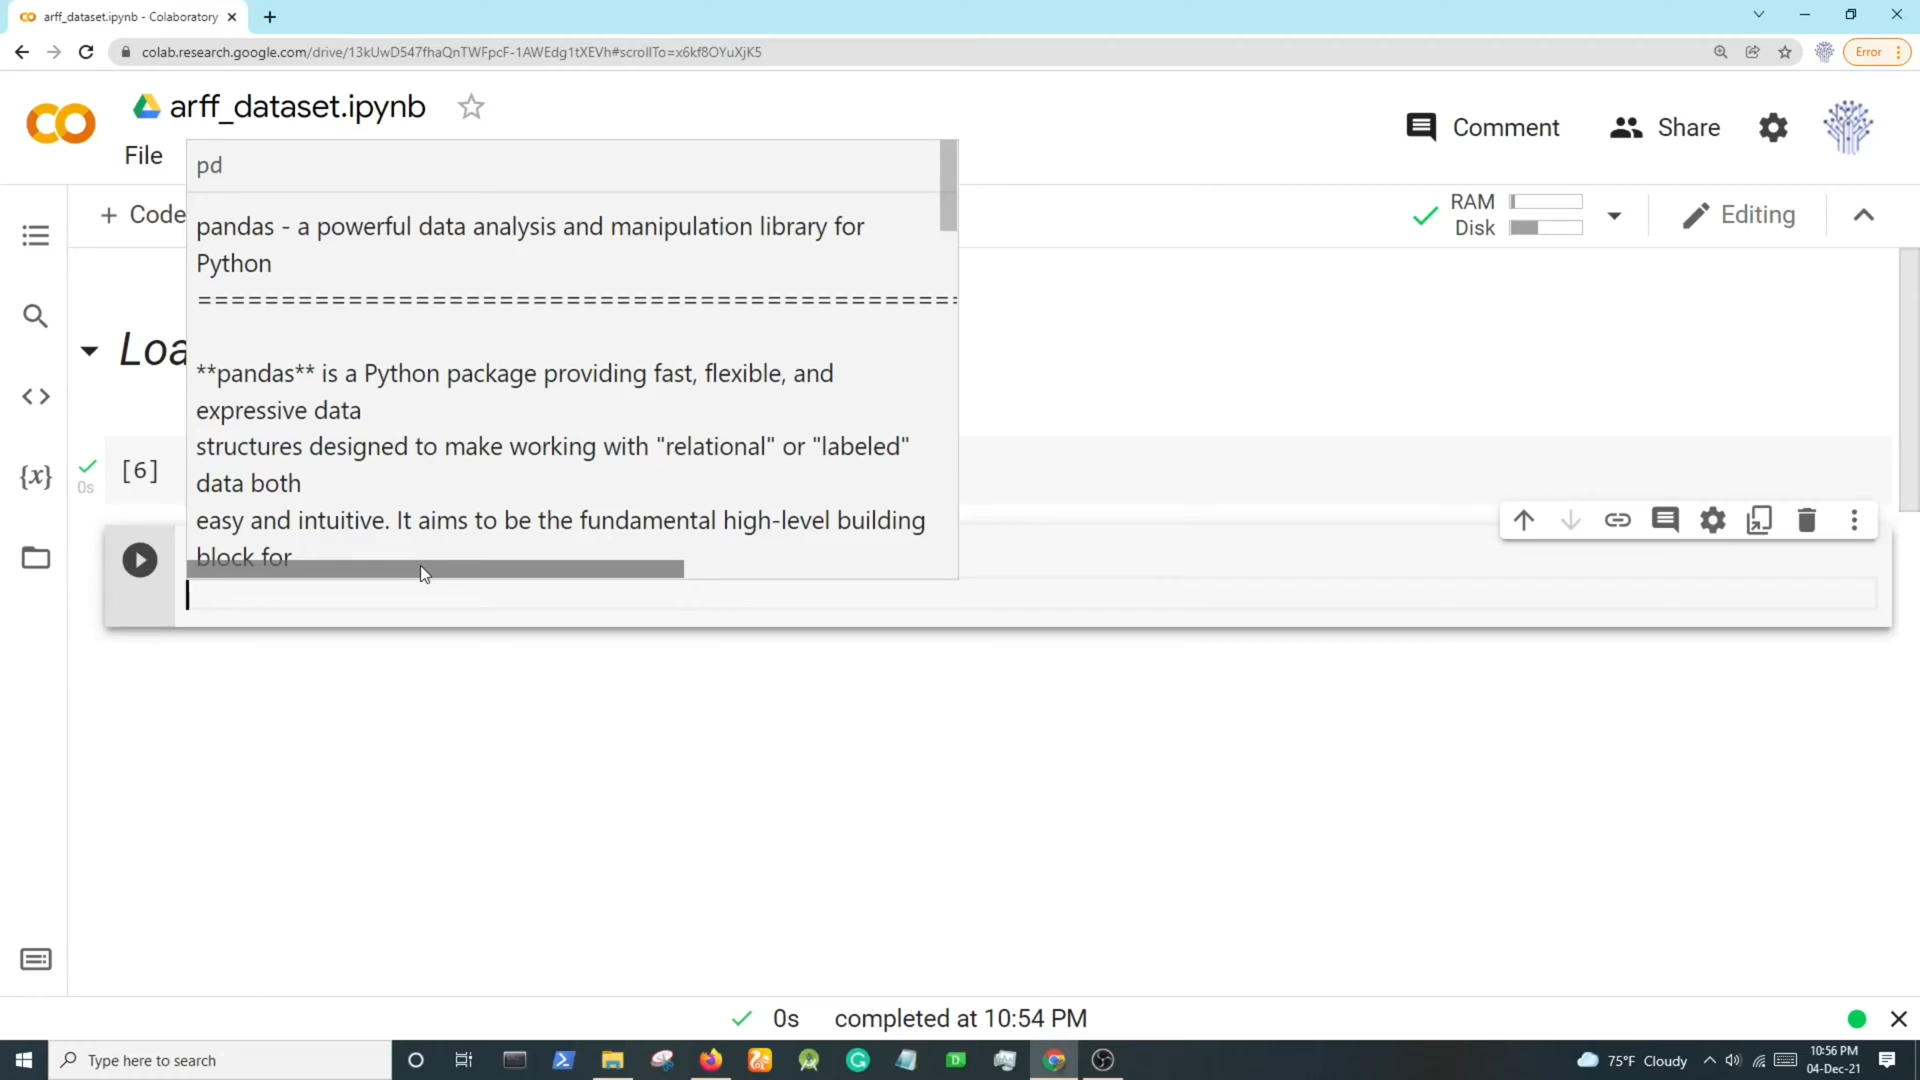 arff_dataset.ipynb - Colaboratory
colab.research.google.com/drive/13kUwD547fhaQnTWFpcF-1AWEdg1tXEVh#scrollTo=x6kf8OYuXjK5
Error
arff_dataset.ipynb
Comment
Share
File
pd
+ Code
RAM
Disk
Editing
pandas - a powerful data analysis and manipulation library for
Python
=============================================
Loa
**pandas** is a Python package providing fast, flexible, and
expressive data
structures designed to make working with "relational" or "labeled"
data both
easy and intuitive. It aims to be the fundamental high-level building
block for
{x}
0s
[6]
0s completed at 10:54 PM
Type here to search
75°F Cloudy
10:56 PM
04-Dec-21